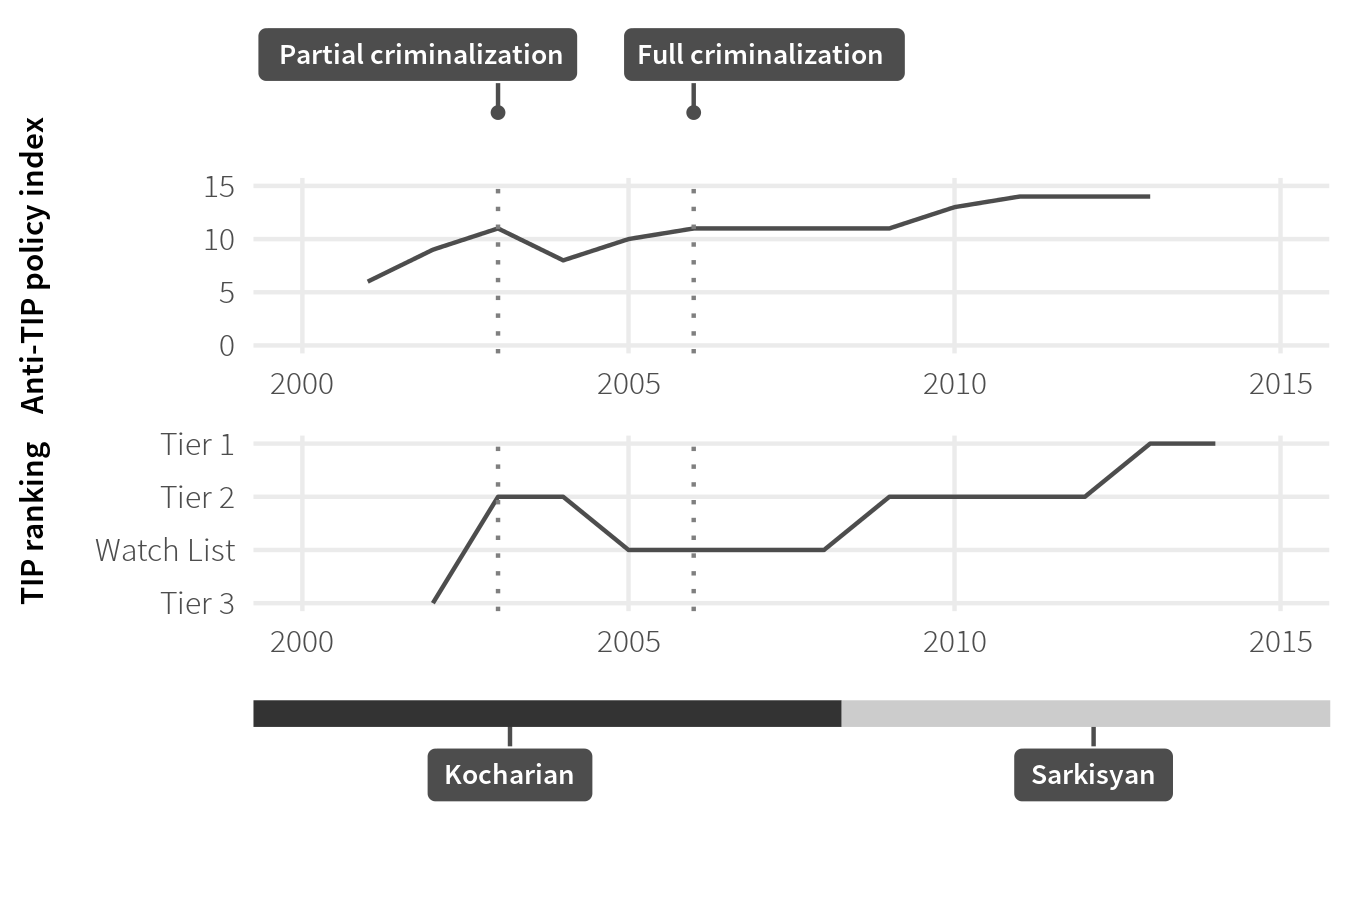 Partial criminalization
Full criminalization
Anti-TIP policy index
15
10
5
0
2000
2005
2010
2015
TIP ranking
Tier 1
Tier 2
Watch List
Tier 3
2000
2005
2010
2015
Kocharian
Sarkisyan